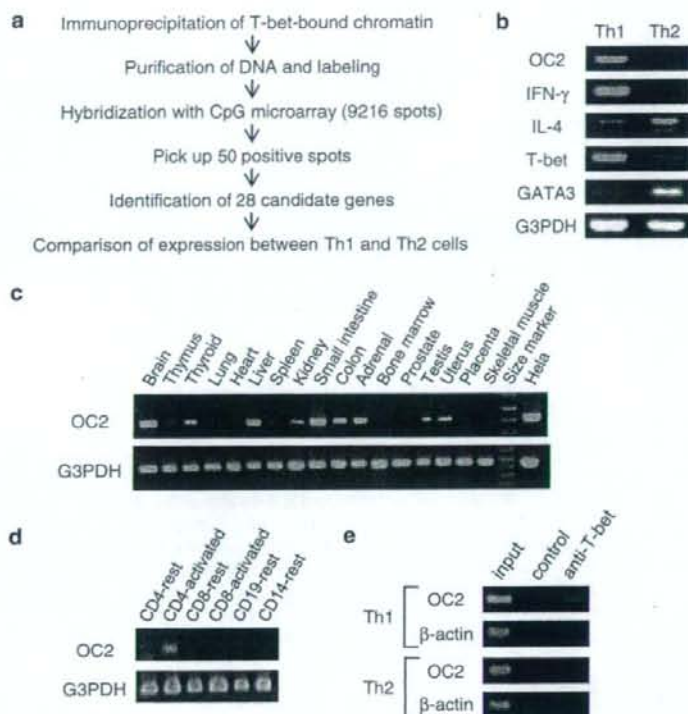 a
Immunoprecipitation of T-bet-bound chromatin
Purification of DNA and labeling
Hybridization with CpG microarray (9216 spots)
Pick up 50 positive spots
Identification of 28 candidate genes
Comparison of expression between Th1 and Th2 cells
b
Th1 Th2
OC2
IFN-γ
IL-4
T-bet
GATA3
G3PDH
c
Brain
Thymus
Thyroid
Lung
Heart
Liver
Spleen
Kidney
Small intestine
Colon
Adrenal
Bone marrow
Prostate
Testis
Uterus
Placenta
Skeletal muscle
Size marker
Hela
OC2
G3PDH
d
CD4-rest
CD4-activated
CD8-rest
CD8-activated
CD19-rest
CD14-rest
OC2
G3PDH
e
input
control
anti-T-bet
Th1
OC2
β-actin
Th2
OC2
β-actin